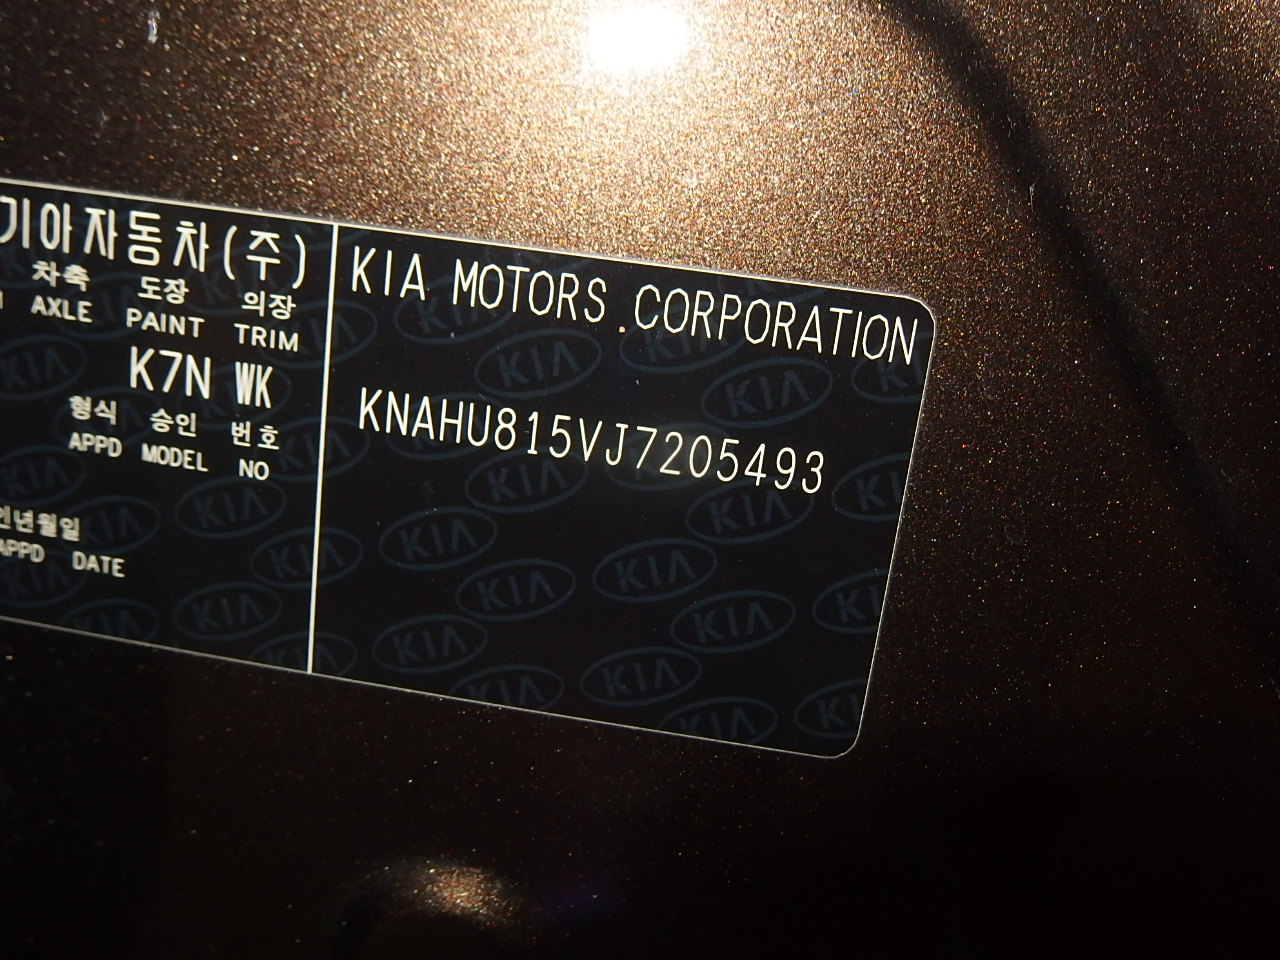 기아자동차(주)
차축 도장 의장
AXLE PAINT TRIM
K7N WK
형식 승인 번호
APPD MODEL NO
년월일
APPD DATE
KIA MOTORS CORPORATION
KNAHU815VJ7205493